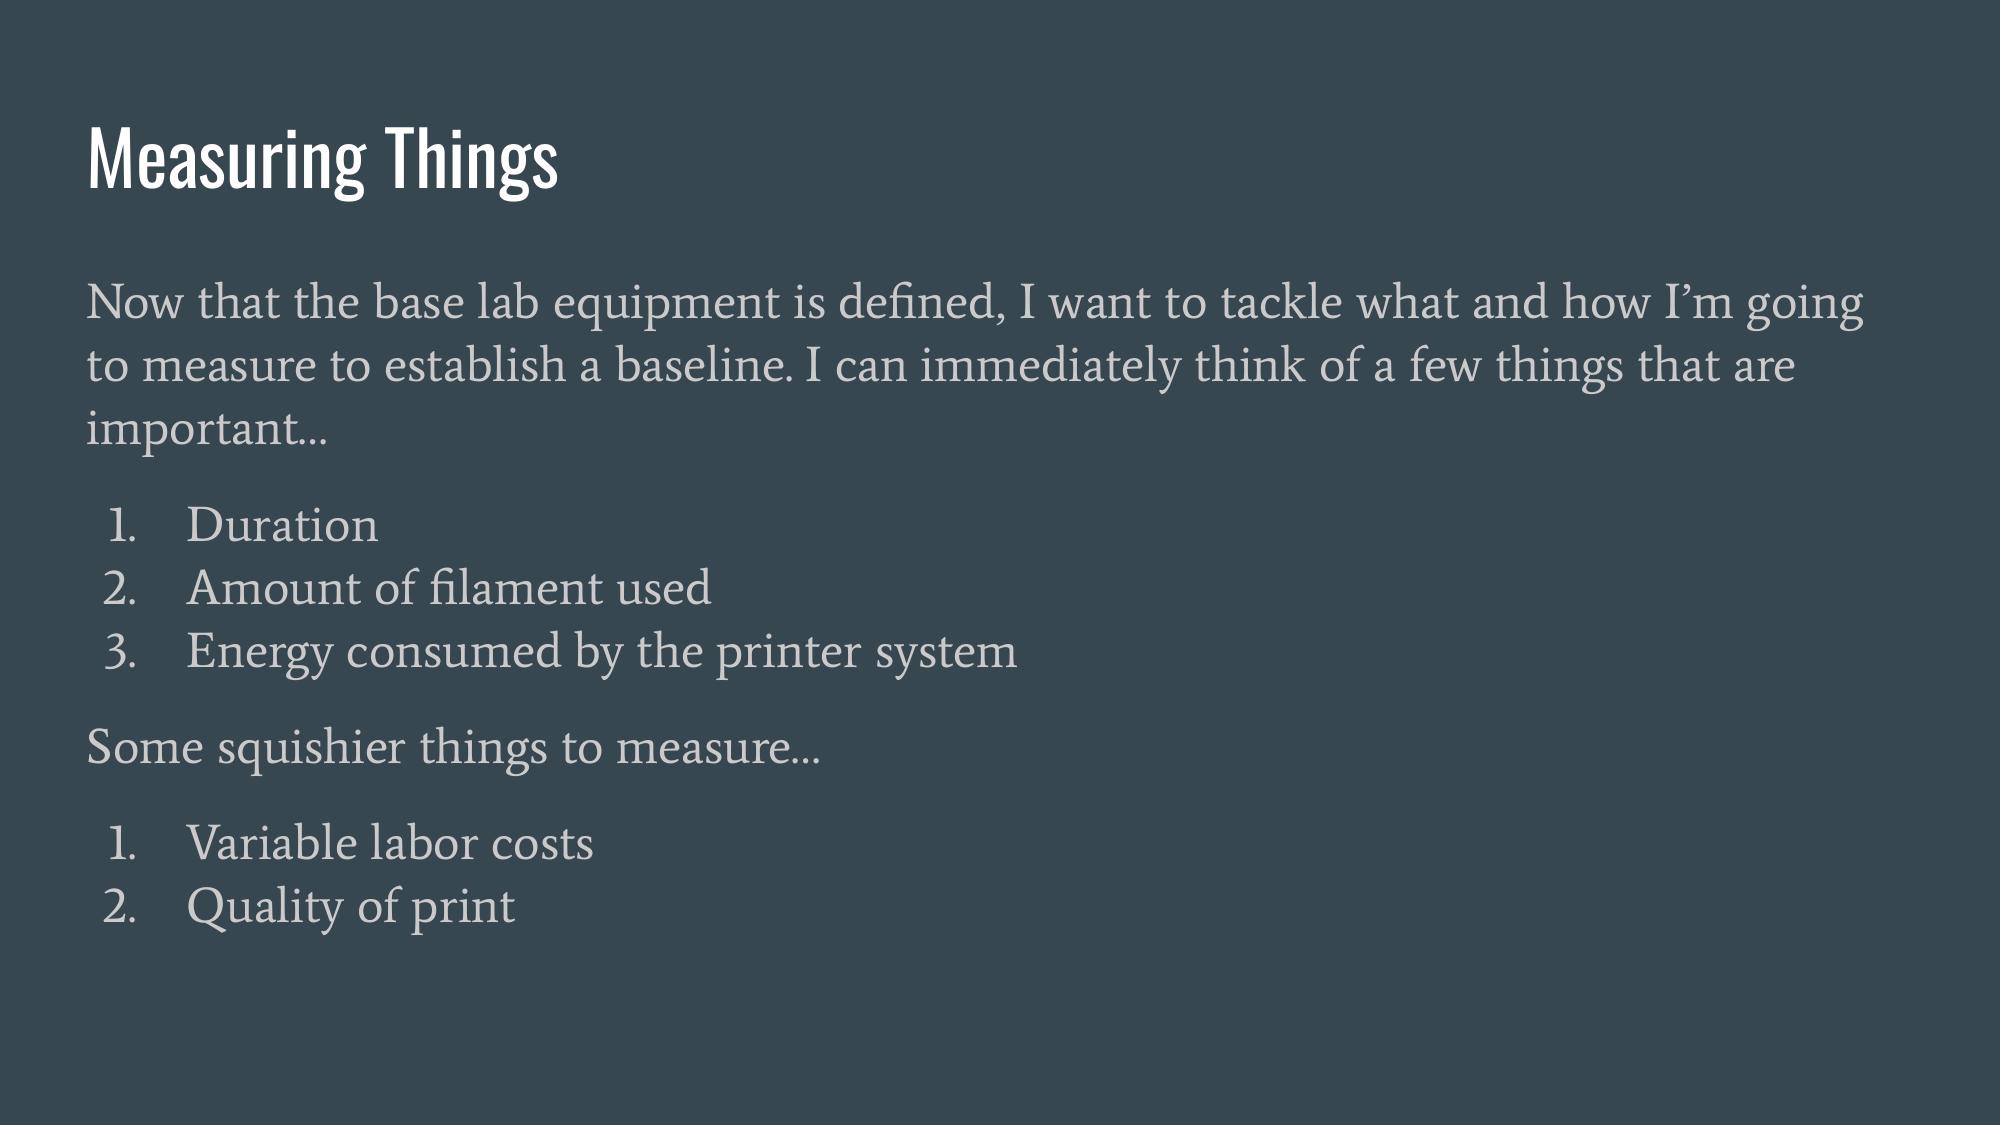 Measuring Things
Now that the base lab equipment is defined, I want to tackle what and how I’m going
to measure to establish a baseline. I can immediately think of a few things that are
important…
1. Duration
2. Amount of filament used
3. Energy consumed by the printer system
Some squishier things to measure…
1. Variable labor costs
2. Quality of print